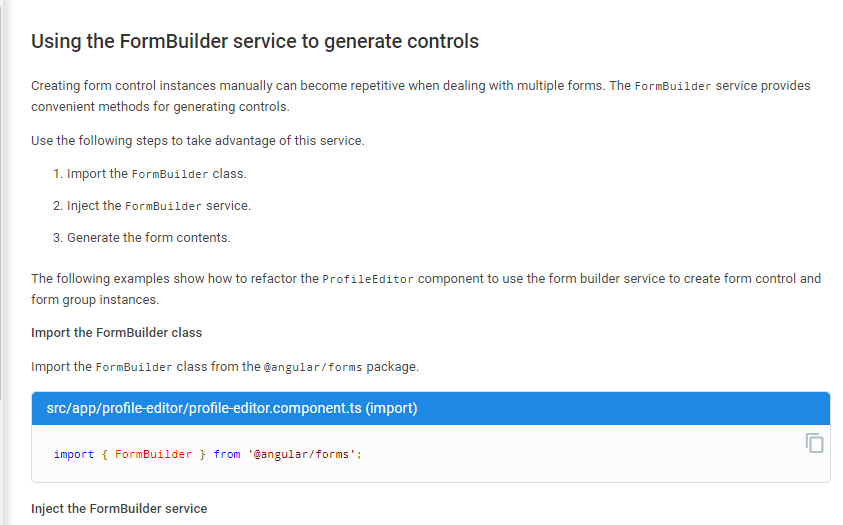 Using the FormBuilder service to generate controls
Creating form control instances manually can become repetitive when dealing with multiple forms. The FormBuilder service provides
convenient methods for generating controls.
Use the following steps to take advantage of this service.
1. Import the FormBuilder class.
2. Inject the FormBuilder service.
3. Generate the form contents.
The following examples show how to refactor the ProfileEditor component to use the form builder service to create form control and
form group instances.
Import the FormBuilder class
Import the FormBuilder class from the @angular/forms package.
src/app/profile-editor/profile-editor.component.ts (import)
import { FormBuilder } from '@angular/forms';
Inject the FormBuilder service